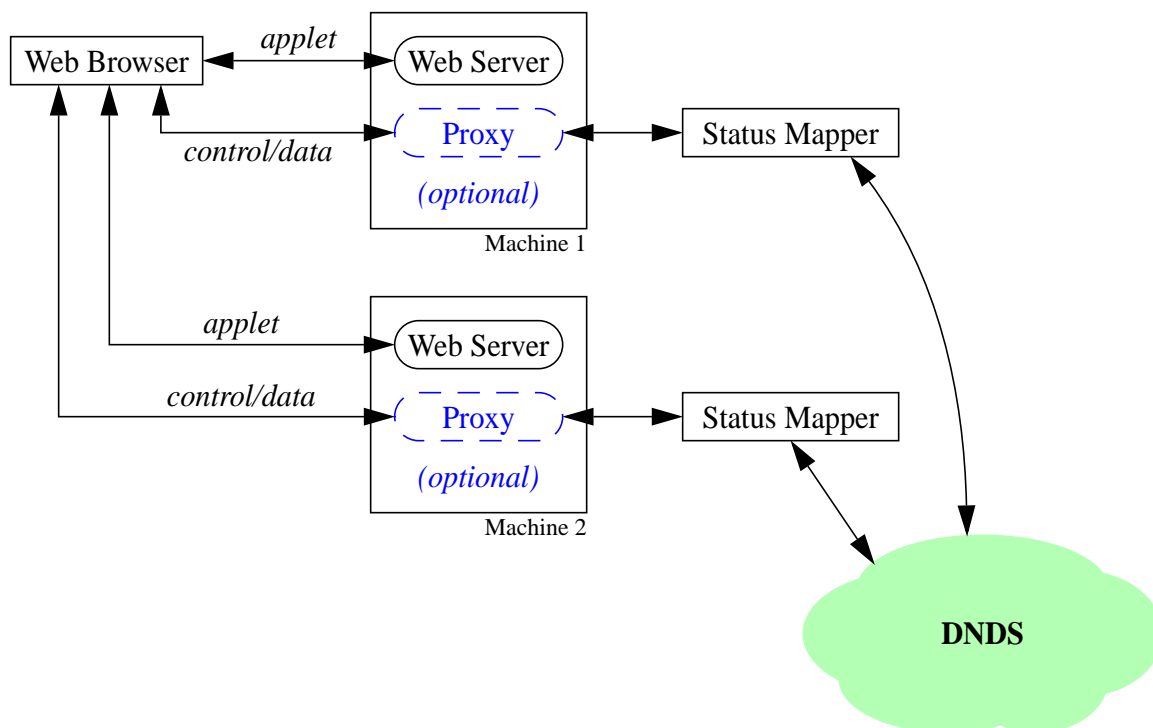 applet
Web Browser
Web Server
Proxy
Status Mapper
control/data
(optional)
Machine 1
applet
Web Server
control/data
Proxy
Status Mapper
(optional)
Machine 2
DNDS